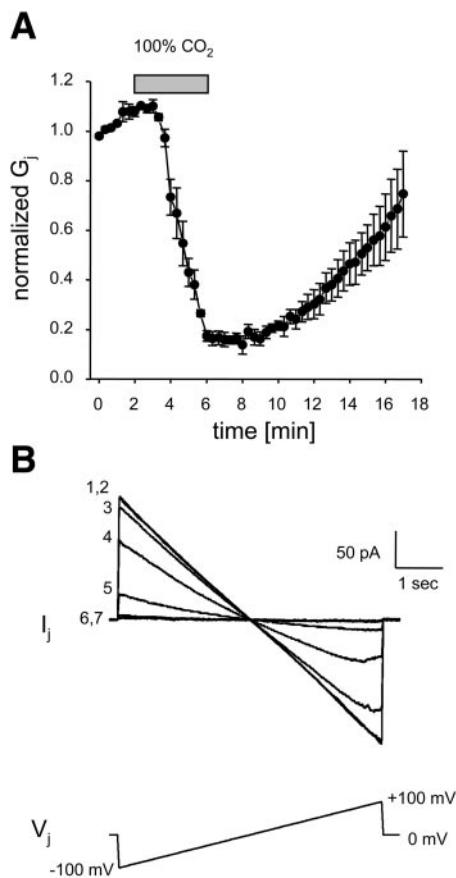 A
100% CO₂
1.2
1.0
0.8
0.6
0.4
0.2
0.0
normalized Gj
0 2 4 6 8 10 12 14 16 18
time [min]
B
1,2
3
4
5
6,7
Ij
50 pA
1 sec
Vj
+100 mV
0 mV
-100 mV